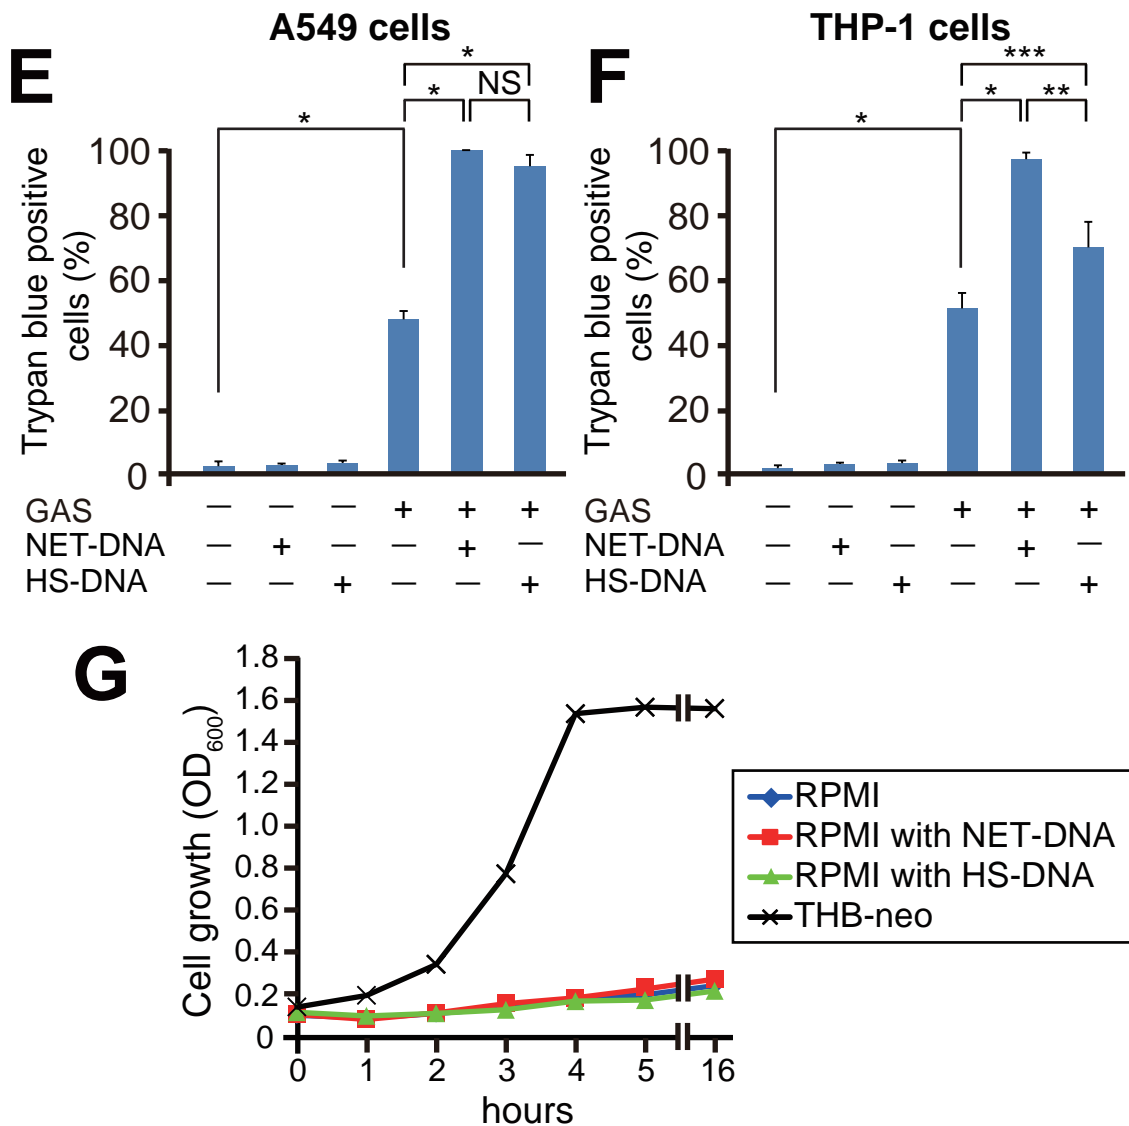 A549 cells
THP-1 cells
E
F
*
NS
*
*
***
*
**
*
Trypan blue positive
cells (%)
100
80
60
40
20
0
Trypan blue positive
cells (%)
100
80
60
40
20
0
GAS — — — + + +
NET-DNA — + — — + —
HS-DNA — — + — — +
GAS — — — + + +
NET-DNA — + — — + —
HS-DNA — — + — — +
G
Cell growth (OD600)
1.8
1.6
1.4
1.2
1.0
0.8
0.6
0.4
0.2
0
0 1 2 3 4 5 16
hours
RPMI
RPMI with NET-DNA
RPMI with HS-DNA
THB-neo